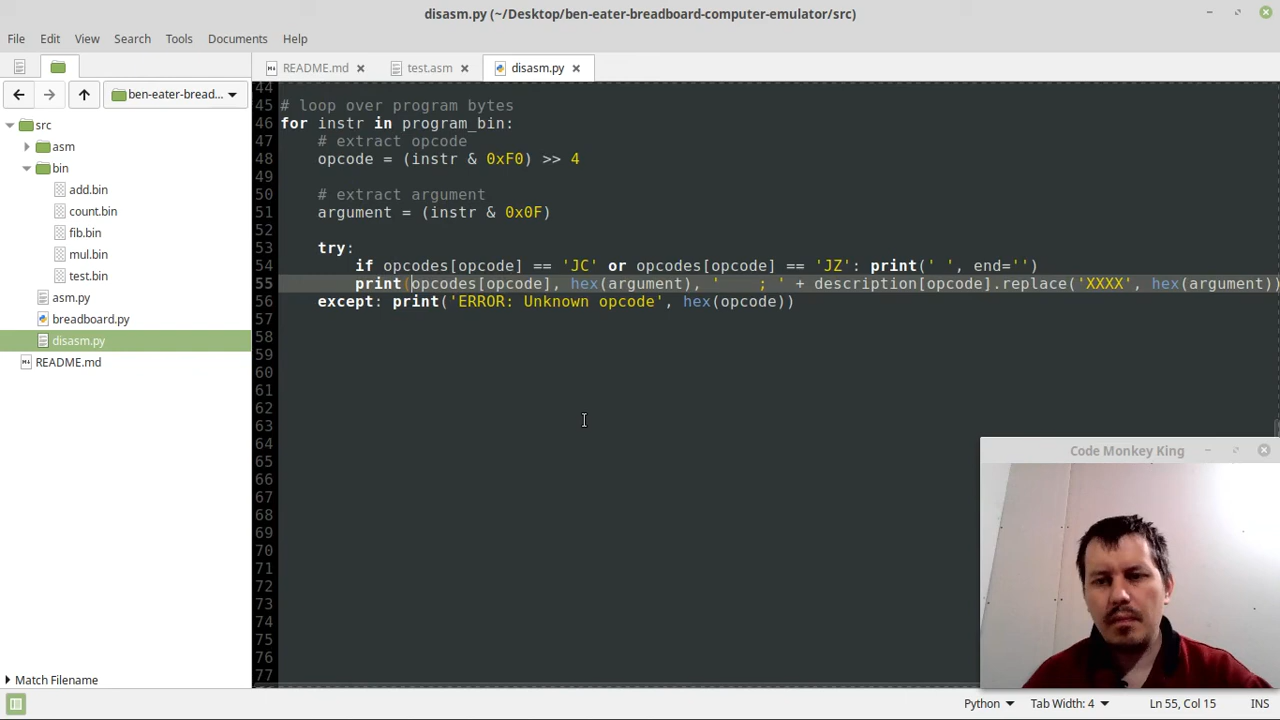 disasm.py (~/Desktop/ben-eater-breadboard-computer-emulator/src)
File Edit View Search Tools Documents Help
README.md test.asm disasm.py
ben-eater-bread...
src
asm
bin
add.bin
count.bin
fib.bin
mul.bin
test.bin
asm.py
breadboard.py
disasm.py
README.md
Match Filename
44
45 # loop over program bytes
46 for instr in program_bin:
47 # extract opcode
48 opcode = (instr & 0xF0) >> 4
49
50 # extract argument
51 argument = (instr & 0x0F)
52
53 try:
54 if opcodes[opcode] == 'JC' or opcodes[opcode] == 'JZ': print(' ', end='')
55 print(opcodes[opcode], hex(argument), '   ; ' + description[opcode].replace('XXXX', hex(argument))
56 except: print('ERROR: Unknown opcode', hex(opcode))
57
58
59
60
61
62
63
64
65
66
67
68
69
70
71
72
73
74
75
76
77
Code Monkey King
Python Tab Width: 4 Ln 55, Col 15 INS